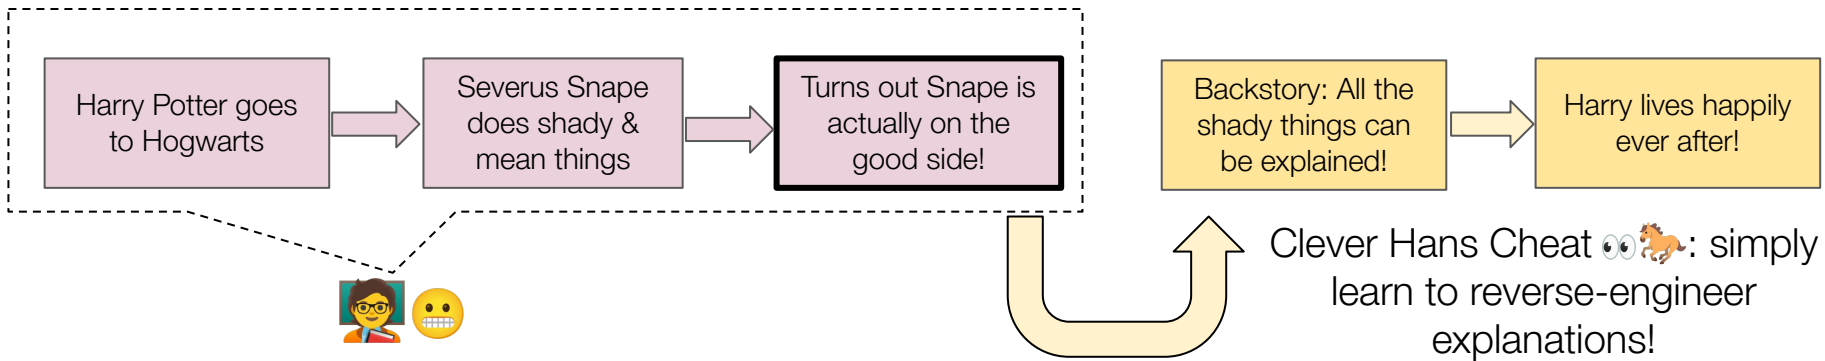 Harry Potter goes
to Hogwarts
Severus Snape
does shady &
mean things
Turns out Snape is
actually on the
good side!
Backstory: All the
shady things can
be explained!
Harry lives happily
ever after!
Clever Hans Cheat 👀🐎: simply
learn to reverse-engineer
explanations!